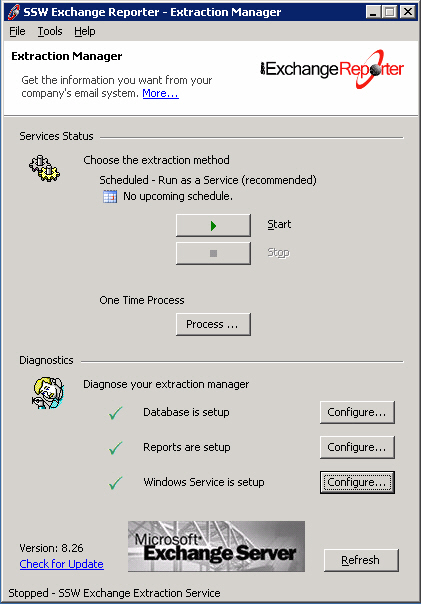 SSW Exchange Reporter - Extraction Manager
File Tools Help
Extraction Manager
Get the information you want from your
company's email system. More...
ExchangeReporter
Services Status
Choose the extraction method
Scheduled - Run as a Service (recommended)
No upcoming schedule.
Start
Stop
One Time Process
Process ...
Diagnostics
Diagnose your extraction manager
Database is setup Configure...
Reports are setup Configure...
Windows Service is setup Configure...
Microsoft
Exchange Server
Version: 8.26
Check for Update
Refresh
Stopped - SSW Exchange Extraction Service